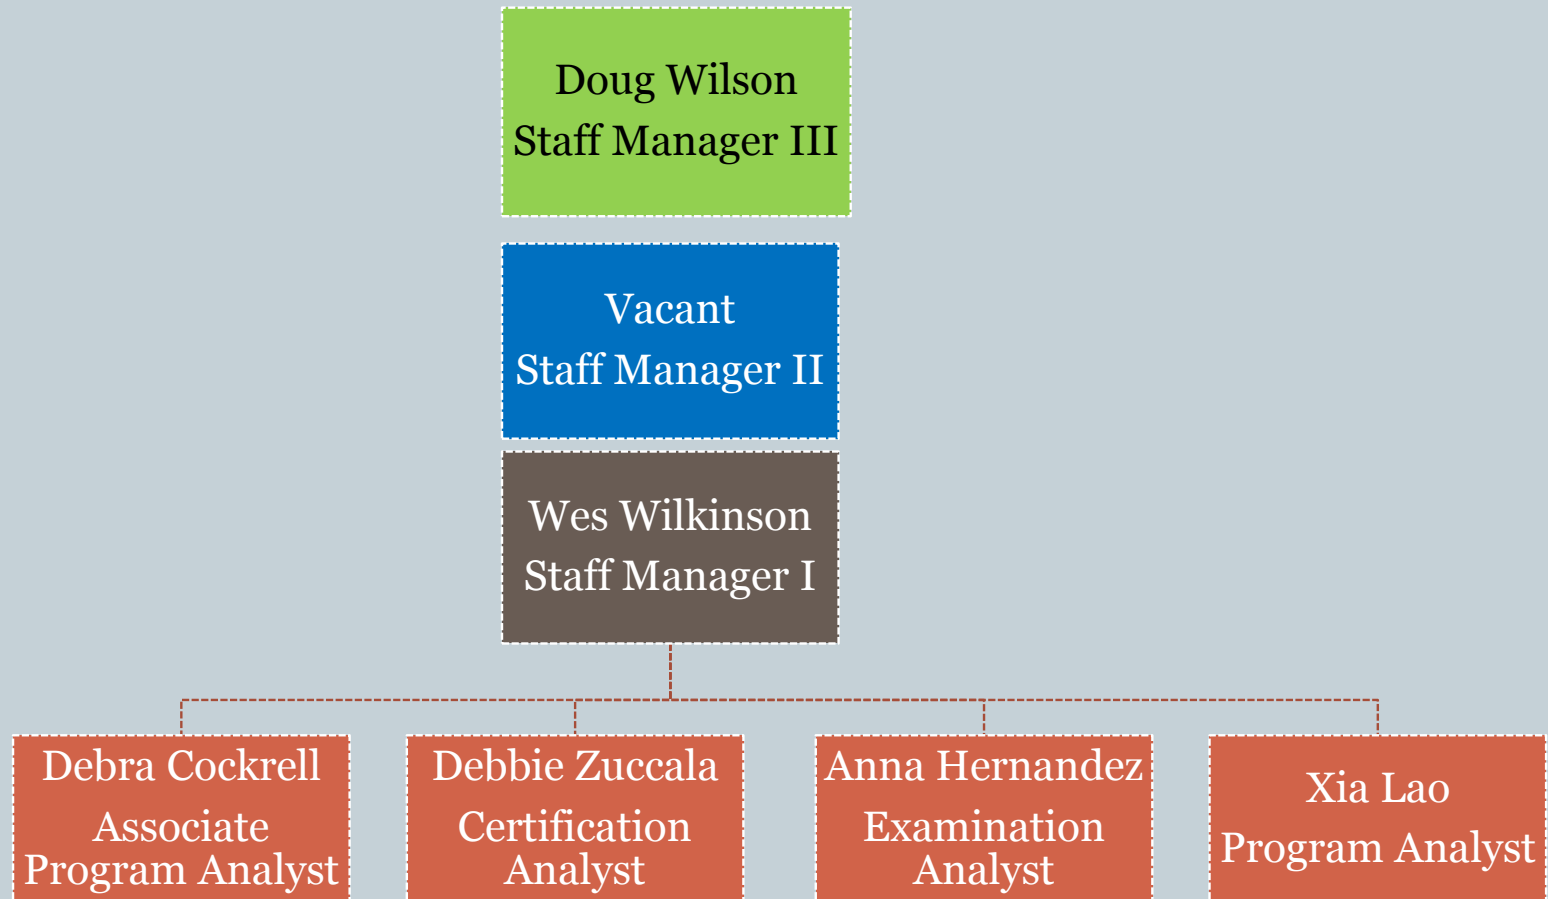 Doug Wilson
Staff Manager III
Vacant
Staff Manager II
Wes Wilkinson
Staff Manager I
Debra Cockrell
Associate
Program Analyst
Debbie Zuccala
Certification
Analyst
Anna Hernandez
Examination
Analyst
Xia Lao
Program Analyst